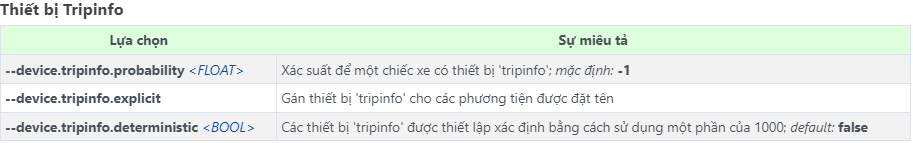 Thiết bị Tripinfo
Lựa chọn Sự miêu tả
--device.tripinfo.probability <FLOAT> Xác suất để một chiếc xe có thiết bị 'tripinfo'; mặc định: -1
--device.tripinfo.explicit Gán thiết bị 'tripinfo' cho các phương tiện được đặt tên
--device.tripinfo.deterministic <BOOL> Các thiết bị 'tripinfo' được thiết lập xác định bằng cách sử dụng một phần của 1000; default: false